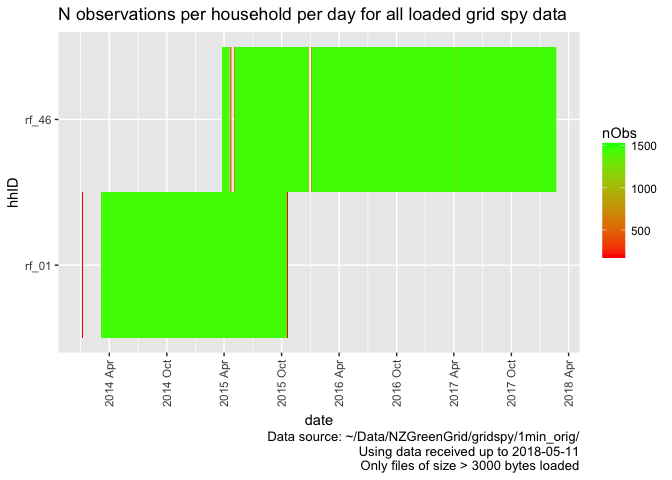 N observations per household per day for all loaded grid spy data
hhID
rf_46
rf_01
nObs
1500
1000
500
2014 Apr
2014 Oct
2015 Apr
2015 Oct
2016 Apr
2016 Oct
2017 Apr
2017 Oct
2018 Apr
date
Data source: ~/Data/NZGreenGrid/gridspy/1min_orig/
Using data received up to 2018-05-11
Only files of size > 3000 bytes loaded